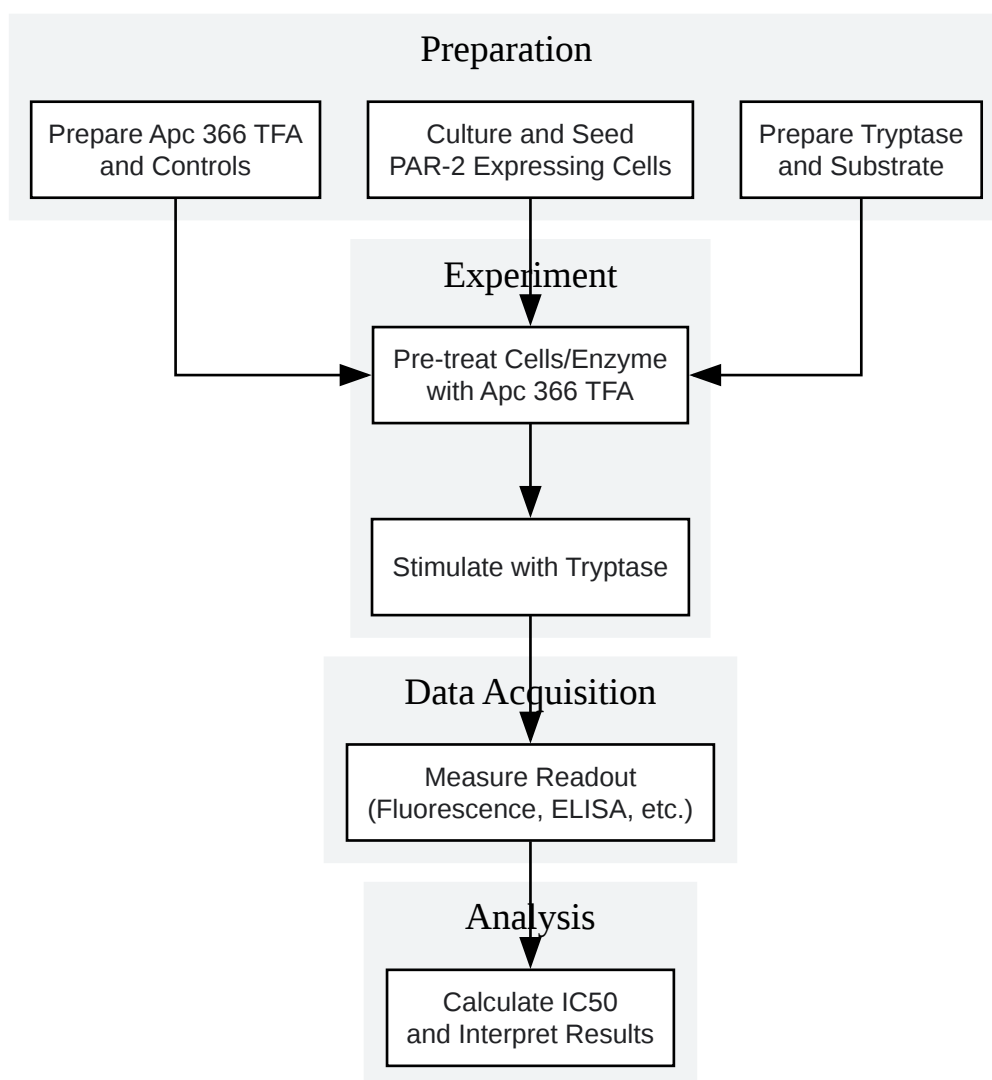 Preparation
Prepare Apc 366 TFA
and Controls
Culture and Seed
PAR-2 Expressing Cells
Prepare Tryptase
and Substrate
Experiment
Pre-treat Cells/Enzyme
with Apc 366 TFA
Stimulate with Tryptase
Data Acquisition
Measure Readout
(Fluorescence, ELISA, etc.)
Analysis
Calculate IC50
and Interpret Results